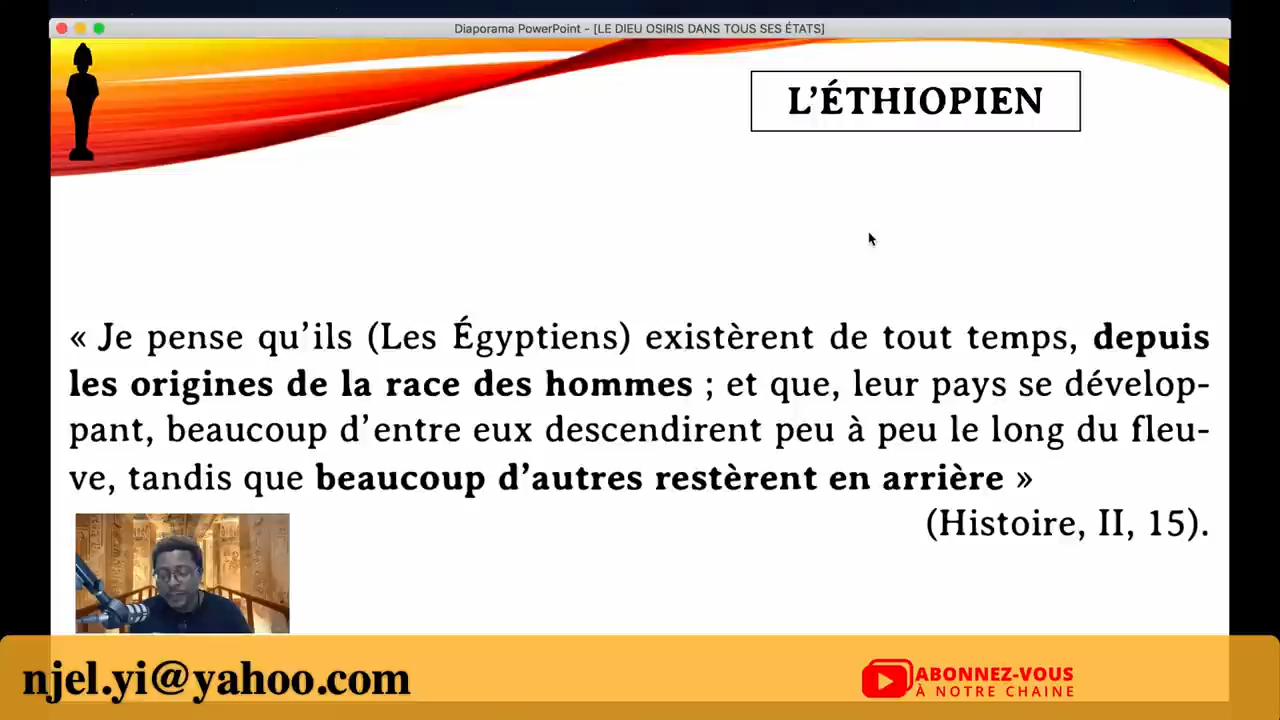 Diaporama PowerPoint - [LE DIEU OSIRIS DANS TOUS SES ÉTATS]
L’ÉTHIOPIEN
« Je pense qu’ils (Les Égyptiens) existèrent de tout temps, depuis
les origines de la race des hommes ; et que, leur pays se dévelop-
pant, beaucoup d’entre eux descendirent peu à peu le long du fleu-
ve, tandis que beaucoup d’autres restèrent en arrière »
(Histoire, II, 15).
njel.yi@yahoo.com
ABONNEZ-VOUS
À NOTRE CHAINE